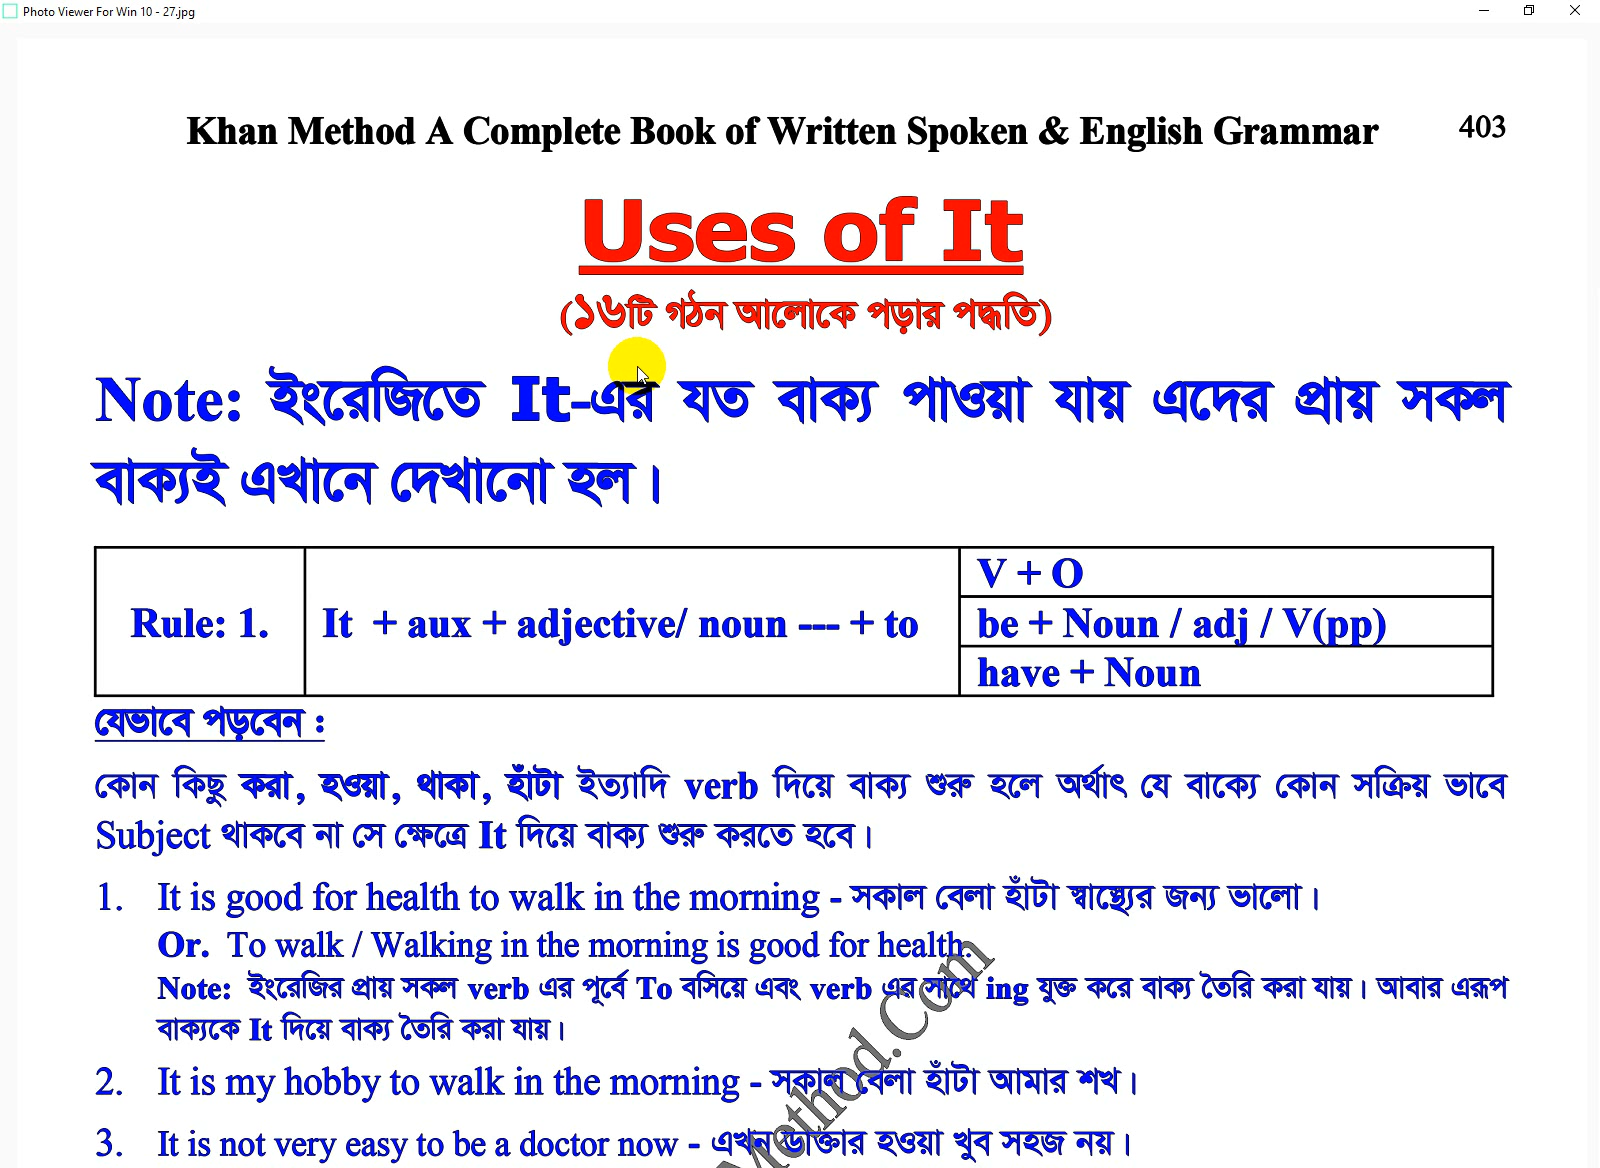 Photo Viewer For Win 10 - 27.jpg
Khan Method A Complete Book of Written Spoken & English Grammar 403
Uses of It
(১৬টি গঠন আলোকে পড়ার পদ্ধতি)
Note: ইংরেজিতে It-এর যত বাক্য পাওয়া যায় এদের প্রায় সকল
বাক্যই এখানে দেখানো হল।
Rule: 1. It + aux + adjective/ noun --- + to
V + O
be + Noun / adj / V(pp)
have + Noun
যেভাবে পড়বেন :
কোন কিছু করা, হওয়া, থাকা, হাঁটা ইত্যাদি verb দিয়ে বাক্য শুরু হলে অর্থাৎ যে বাক্যে কোন সক্রিয় ভাবে
Subject থাকবে না সে ক্ষেত্রে It দিয়ে বাক্য শুরু করতে হবে।
1. It is good for health to walk in the morning - সকাল বেলা হাঁটা স্বাস্থ্যের জন্য ভালো।
Or. To walk / Walking in the morning is good for health.
Note: ইংরেজির প্রায় সকল verb এর পূর্বে To বসিয়ে এবং verb এর সাথে ing যুক্ত করে বাক্য তৈরি করা যায়। আবার এরূপ
বাক্যকে It দিয়ে বাক্য তৈরি করা যায়।
2. It is my hobby to walk in the morning - সকাল বেলা হাঁটা আমার শখ।
3. It is not very easy to be a doctor now - এখন ডাক্তার হওয়া খুব সহজ নয়।
Method.Com